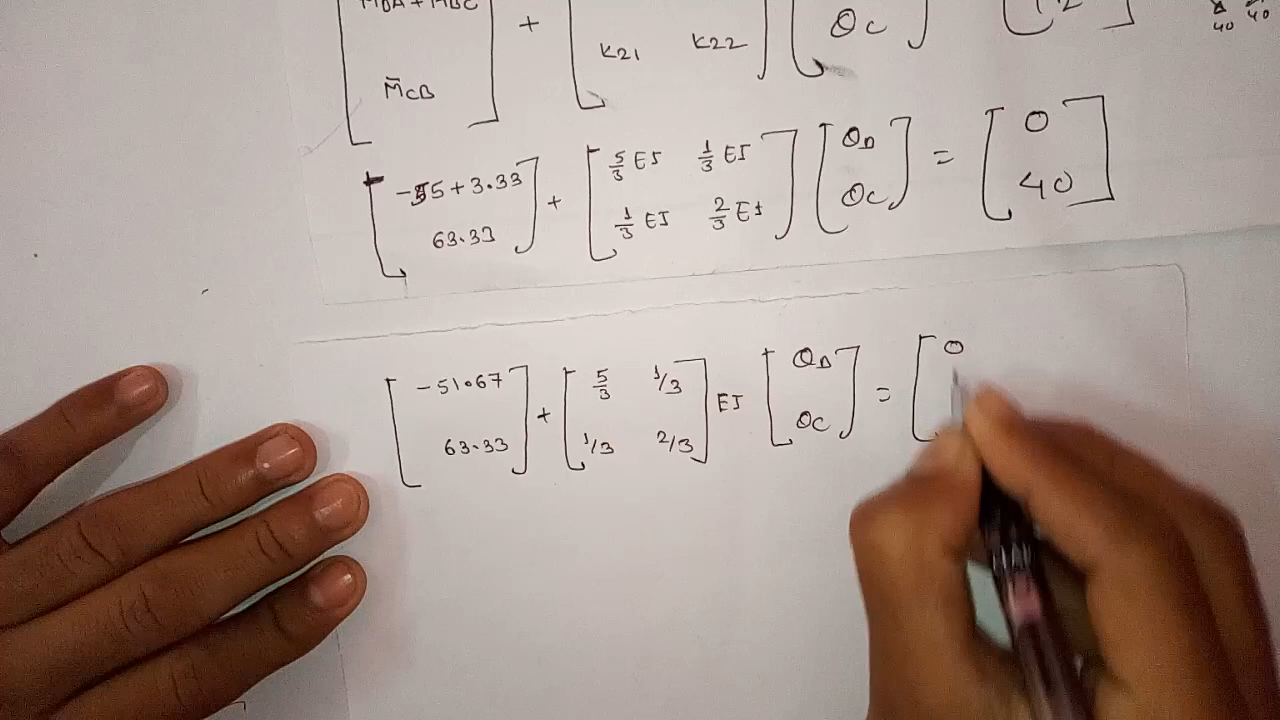 + K21 K22 θc
M̄CB
40 40
[-55+3.33 63.33] + [5/3 EI 1/3 EI 1/3 EI 2/3 EI] [θB θc] = [0 40]
[-51.67 63.33] + [5/3 1/3 1/3 2/3] EI [θB θc] = [0